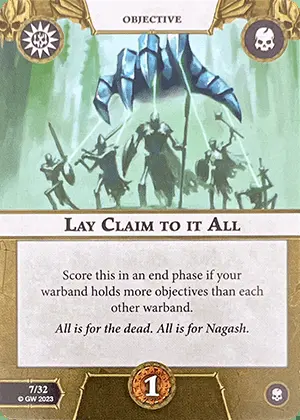 OBJECTIVE
LAY CLAIM TO IT ALL
Score this in an end phase if your
warband holds more objectives than each
other warband.
All is for the dead. All is for Nagash.
7/32
© GW 2023
1